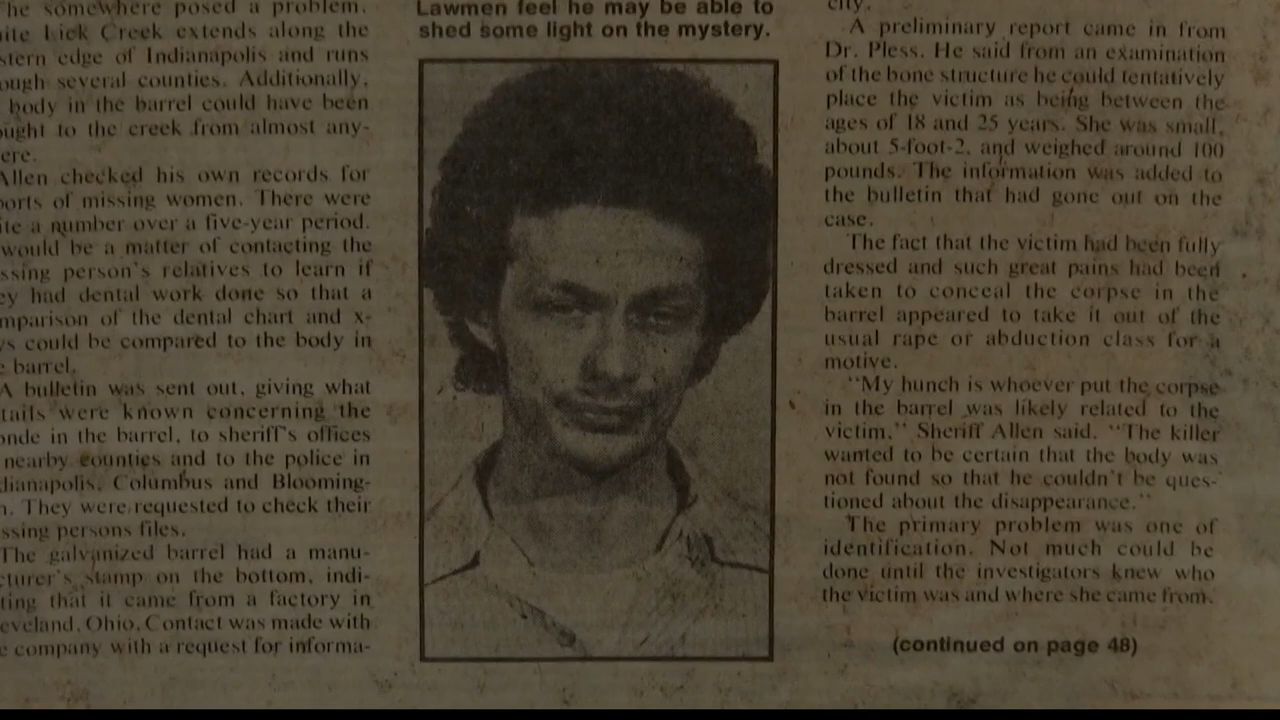 he somewhere posed a problem.
ite Lick Creek extends along the
stern edge of Indianapolis and runs
ough several counties. Additionally,
body in the barrel could have been
ought to the creek from almost any-
ere.
Allen checked his own records for
ports of missing women. There were
ite a number over a five-year period.
would be a matter of contacting the
ssing person's relatives to learn if
ey had dental work done so that a
mparison of the dental chart and x-
ys could be compared to the body in
e barrel.
A bulletin was sent out, giving what
tails were known concerning the
onde in the barrel, to sheriff's offices
nearby counties and to the police in
dianapolis, Columbus and Blooming-
n. They were requested to check their
ssing persons files.
The galvanized barrel had a manu-
cturer's stamp on the bottom, indi-
ting that it came from a factory in
eveland, Ohio. Contact was made with
e company with a request for informa-
Lawmen feel he may be able to
shed some light on the mystery.
city.
A preliminary report came in from
Dr. Pless. He said from an examination
of the bone structure he could tentatively
place the victim as being between the
ages of 18 and 25 years. She was small,
about 5-foot-2, and weighed around 100
pounds. The information was added to
the bulletin that had gone out on the
case.
The fact that the victim had been fully
dressed and such great pains had been
taken to conceal the corpse in the
barrel appeared to take it out of the
usual rape or abduction class for a
motive.
"My hunch is whoever put the corpse
in the barrel was likely related to the
victim," Sheriff Allen said. "The killer
wanted to be certain that the body was
not found so that he couldn't be ques-
tioned about the disappearance."
The primary problem was one of
identification. Not much could be
done until the investigators knew who
the victim was and where she came from.
(continued on page 48)